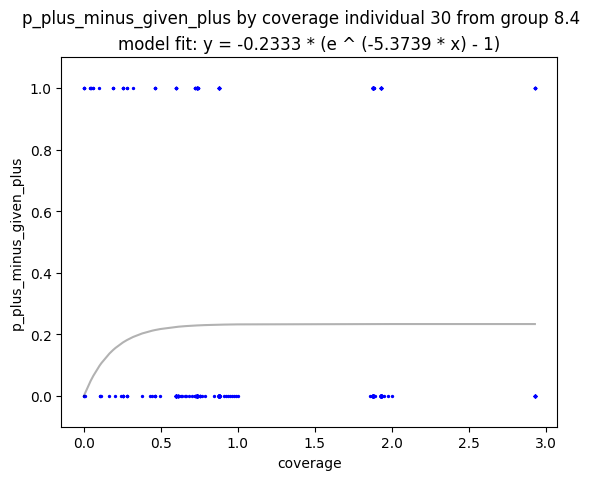 p_plus_minus_given_plus by coverage individual 30 from group 8.4
model fit: y = -0.2333 * (e ^ (-5.3739 * x) - 1)
p_plus_minus_given_plus
1.0
0.8
0.6
0.4
0.2
0.0
0.0 0.5 1.0 1.5 2.0 2.5 3.0
coverage